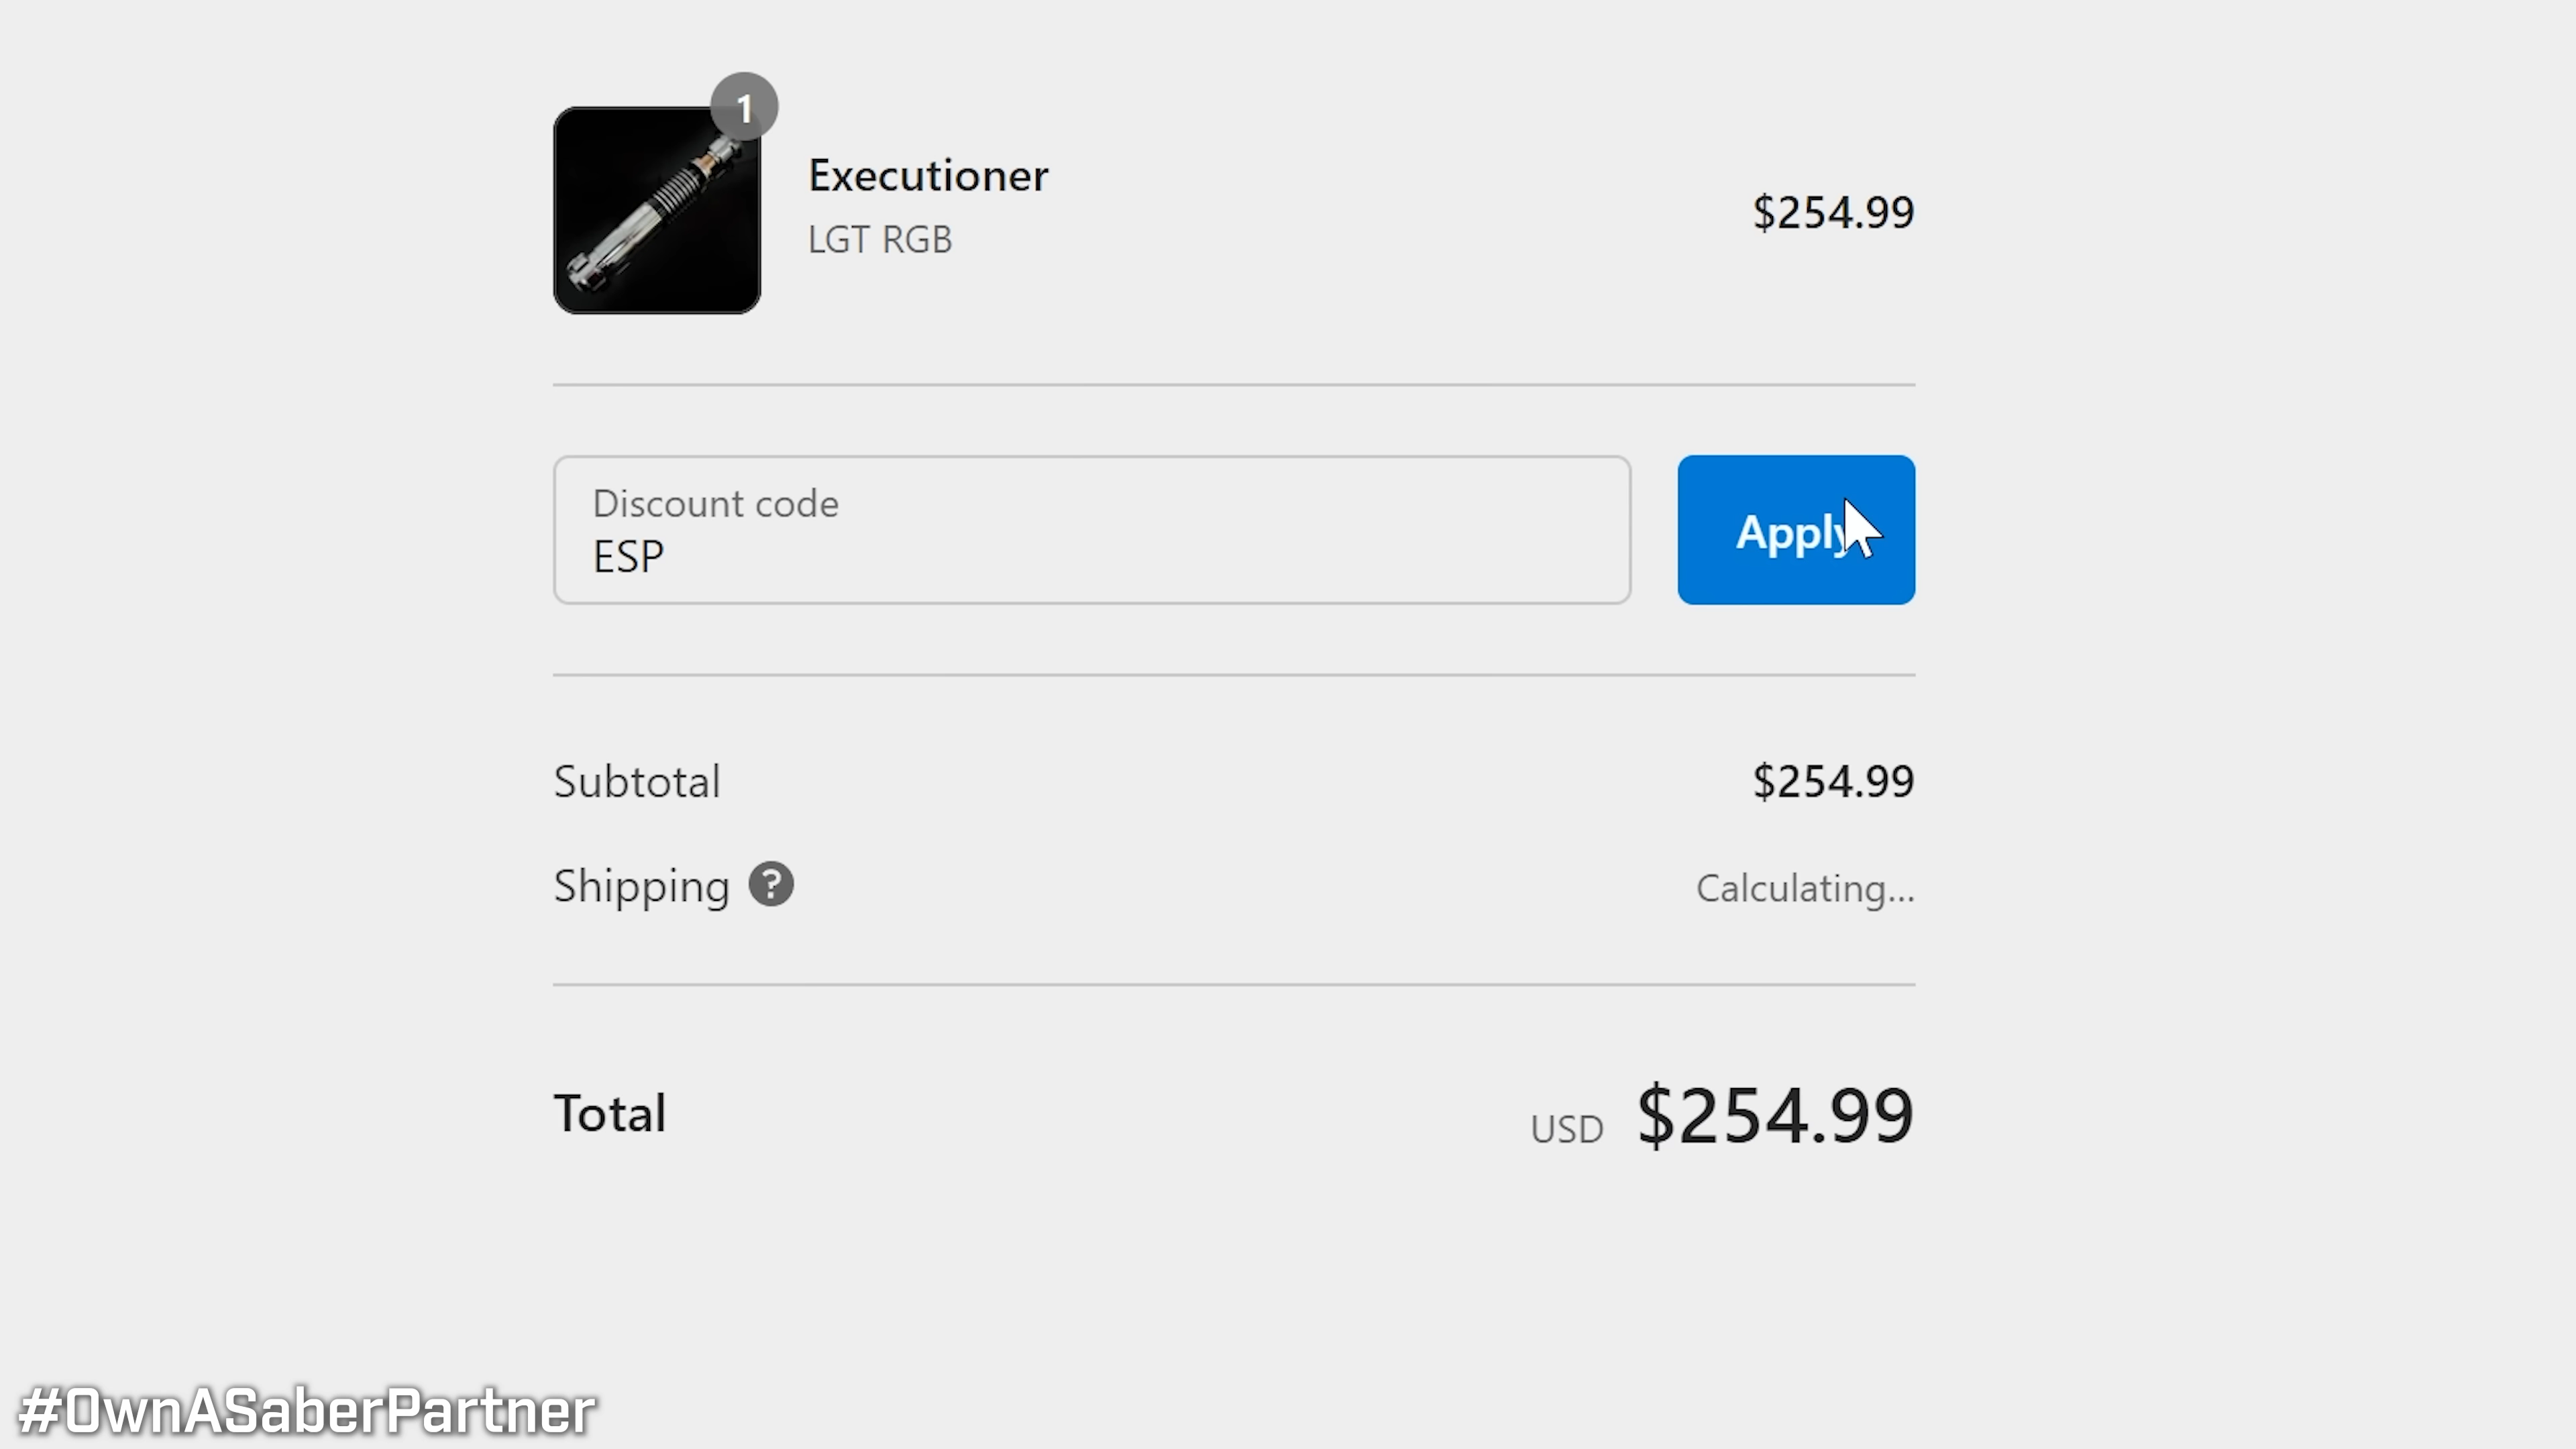 1
Executioner
LGT RGB
$254.99
Discount code
ESP
Apply
Subtotal
$254.99
Shipping ?
Calculating...
Total
USD $254.99
#OwnASaberPartner